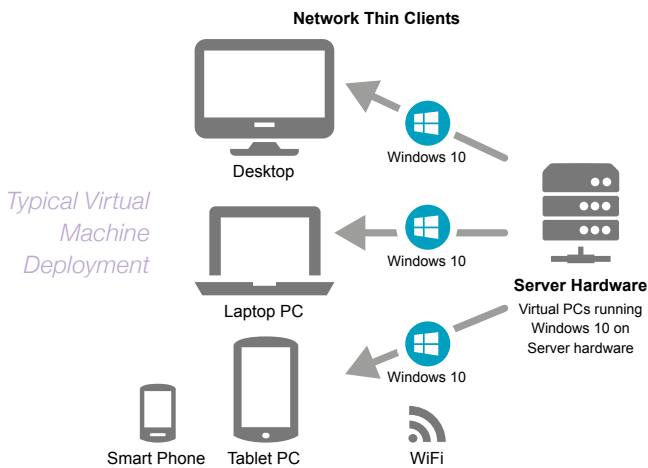 Network Thin Clients
Windows 10
Desktop
Typical Virtual
Machine
Deployment
Windows 10
Laptop PC
Server Hardware
Virtual PCs running
Windows 10 on
Server hardware
Windows 10
Smart Phone
Tablet PC
WiFi